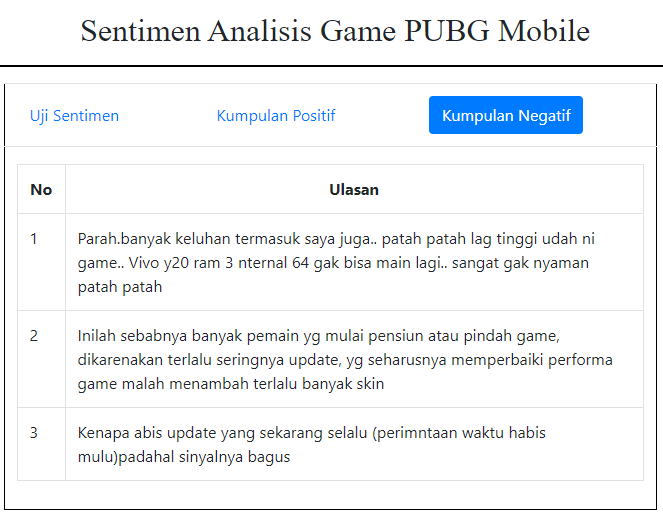 Sentimen Analisis Game PUBG Mobile
Uji Sentimen
Kumpulan Positif
Kumpulan Negatif
No
Ulasan
1
Parah.banyak keluhan termasuk saya juga.. patah patah lag tinggi udah ni
game.. Vivo y20 ram 3 nternal 64 gak bisa main lagi.. sangat gak nyaman
patah patah
2
Inilah sebabnya banyak pemain yg mulai pensiun atau pindah game,
dikarenakan terlalu seringnya update, yg seharusnya memperbaiki performa
game malah menambah terlalu banyak skin
3
Kenapa abis update yang sekarang selalu (perimntaan waktu habis
mulu)padahal sinyalnya bagus